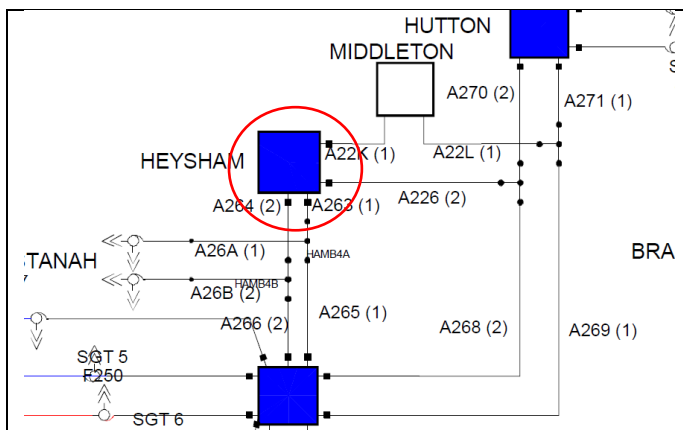 HUTTON
MIDDLETON
A270 (2)
A271 (1)
HEYSHAM
A22K (1)
A22L (1)
A226 (2)
A264 (2)
A263 (1)
A26A (1)
HAMB4A
STANAH
BRA
HAMB4B
A26B (2)
A265 (1)
A266 (2)
A268 (2)
A269 (1)
SGT 5
F250
SGT 6